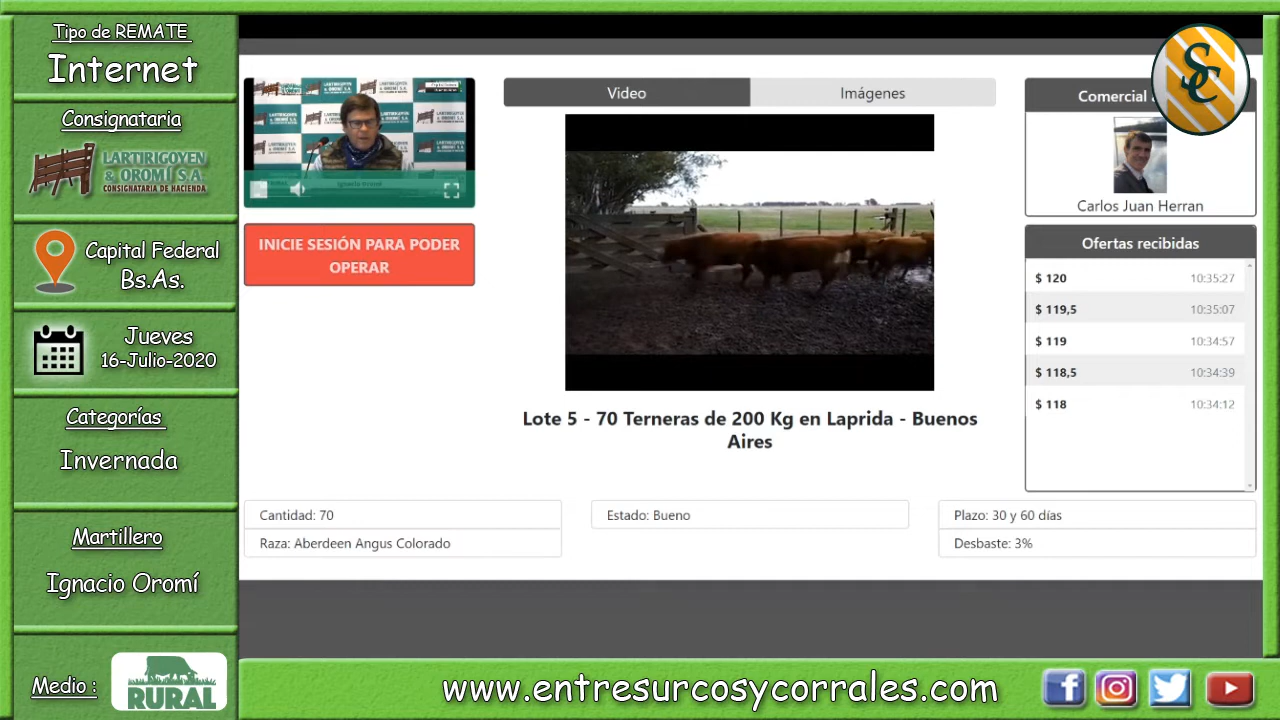 Tipo de REMATE
Internet
Consignataría
LARTIRIGOYEN
& OROMÍ S.A.
CONSIGNATARIA DE HACIENDA
Capital Federal
Bs.As.
Jueves
16-Julio-2020
Categorías
Invernada
Martillero
Ignacio Oromí
Medio :
RURAL
INICIE SESIÓN PARA PODER
OPERAR
Video
Imágenes
Lote 5 - 70 Terneras de 200 Kg en Laprida - Buenos
Aires
SC
Comercial
Carlos Juan Herran
Ofertas recibidas
$ 120 10:35:27
$ 119,5 10:35:07
$ 119 10:34:57
$ 118,5 10:34:39
$ 118 10:34:12
Cantidad: 70
Raza: Aberdeen Angus Colorado
Estado: Bueno
Plazo: 30 y 60 días
Desbaste: 3%
www.entresurcosycorrales.com